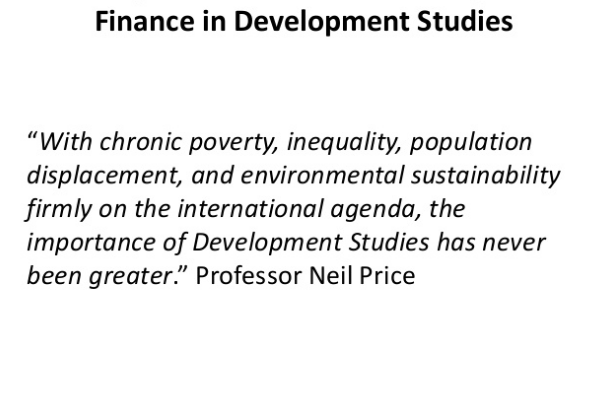 Finance in Development Studies
“With chronic poverty, inequality, population
displacement, and environmental sustainability
firmly on the international agenda, the
importance of Development Studies has never
been greater.” Professor Neil Price